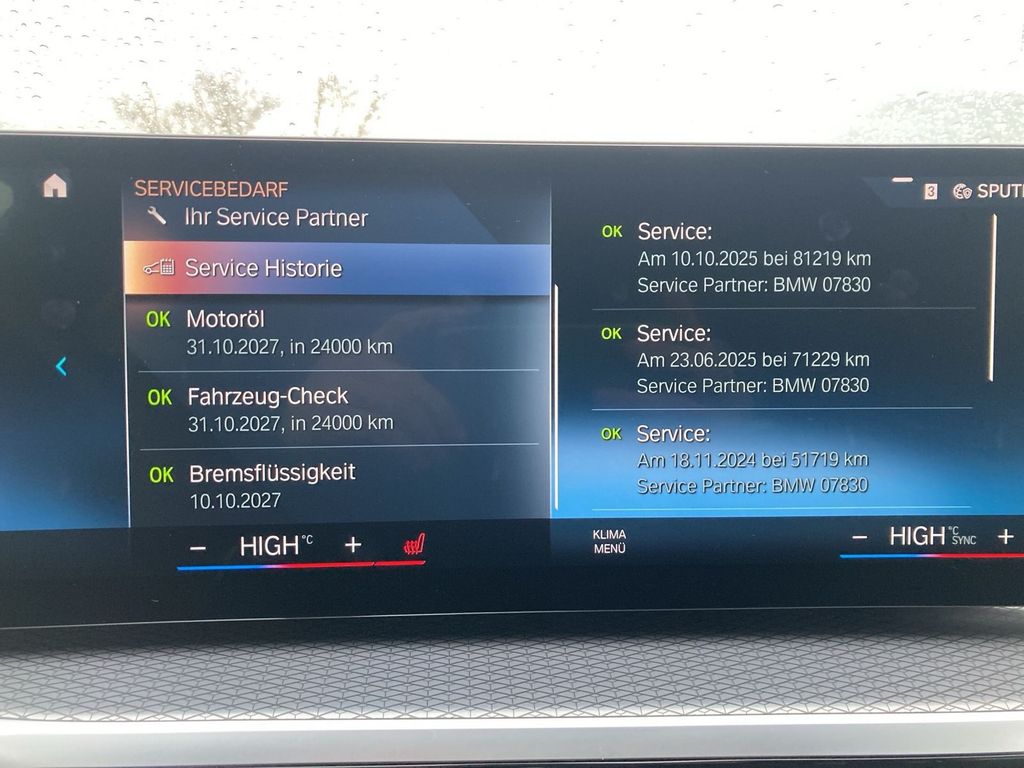 SERVICEBEDARF
Ihr Service Partner
Service Historie
OK Motoröl
31.10.2027, in 24000 km
OK Fahrzeug-Check
31.10.2027, in 24000 km
OK Bremsflüssigkeit
10.10.2027
3 SPUTI
OK Service:
Am 10.10.2025 bei 81219 km
Service Partner: BMW 07830
OK Service:
Am 23.06.2025 bei 71229 km
Service Partner: BMW 07830
OK Service:
Am 18.11.2024 bei 51719 km
Service Partner: BMW 07830
– HIGH °C +
KLIMA
MENÜ
– HIGH °C SYNC +